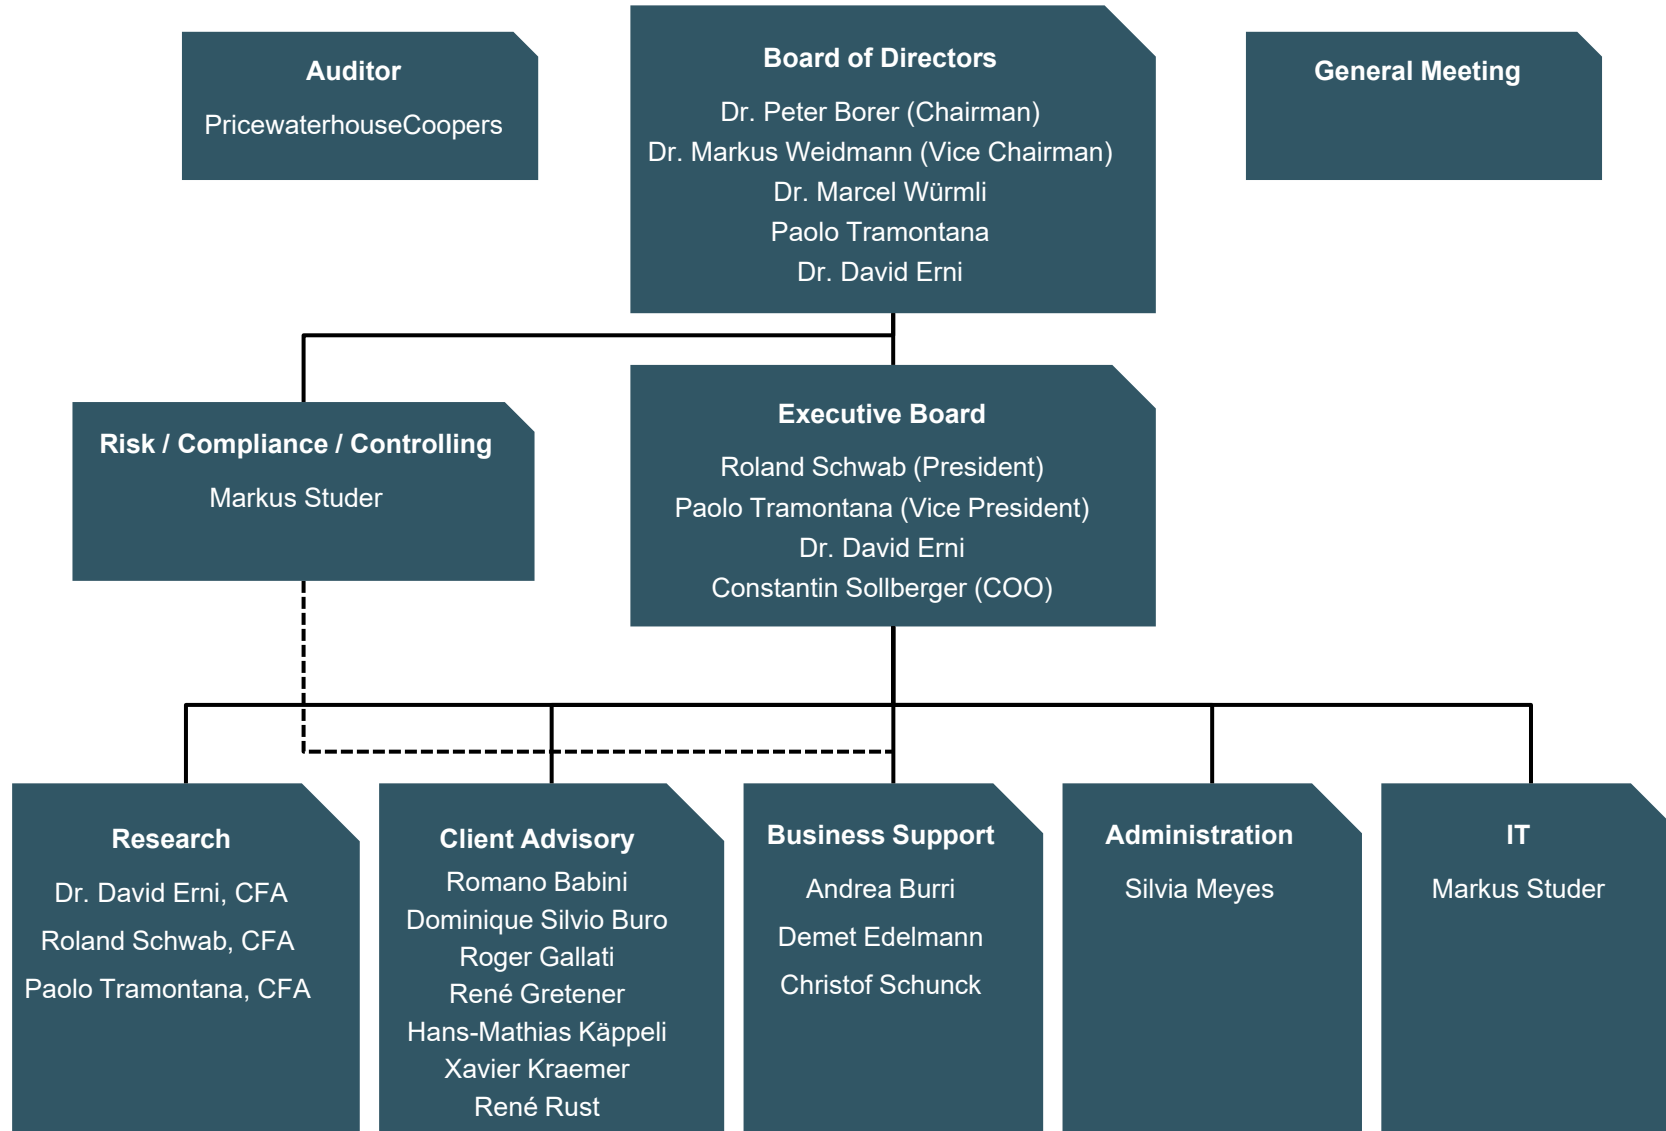 Auditor
PricewaterhouseCoopers
Board of Directors
Dr. Peter Borer (Chairman)
Dr. Markus Weidmann (Vice Chairman)
Dr. Marcel Würmli
Paolo Tramontana
Dr. David Erni
General Meeting
Risk / Compliance / Controlling
Markus Studer
Executive Board
Roland Schwab (President)
Paolo Tramontana (Vice President)
Dr. David Erni
Constantin Sollberger (COO)
Research
Dr. David Erni, CFA
Roland Schwab, CFA
Paolo Tramontana, CFA
Client Advisory
Romano Babini
Dominique Silvio Buro
Roger Gallati
René Gretener
Hans-Mathias Käppeli
Xavier Kraemer
René Rust
Business Support
Andrea Burri
Demet Edelmann
Christof Schunck
Administration
Silvia Meyes
IT
Markus Studer